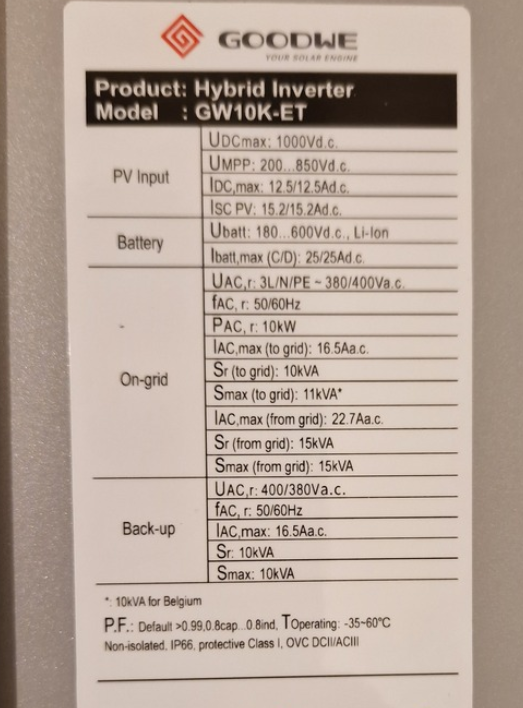 GOODWE
YOUR SOLAR ENGINE
Product: Hybrid Inverter
Model : GW10K-ET
PV Input
UDCmax: 1000Vd.c.
UMPP: 200...850Vd.c.
IDC,max: 12.5/12.5Ad.c.
ISC PV: 15.2/15.2Ad.c.
Battery
Ubatt: 180...600Vd.c., Li-Ion
Ibatt,max (C/D): 25/25Ad.c.
On-grid
UAC,r: 3L/N/PE ~ 380/400Va.c.
fAC, r: 50/60Hz
PAC, r: 10kW
IAC,max (to grid): 16.5Aa.c.
Sr (to grid): 10kVA
Smax (to grid): 11kVA*
IAC,max (from grid): 22.7Aa.c.
Sr (from grid): 15kVA
Smax (from grid): 15kVA
Back-up
UAC,r: 400/380Va.c.
fAC, r: 50/60Hz
IAC,max: 16.5Aa.c.
Sr: 10kVA
Smax: 10kVA
*: 10kVA for Belgium
P.F.: Default >0.99,0.8cap...0.8ind, TOperating: -35~60°C
Non-isolated, IP66, protective Class I, OVC DCII/ACIII